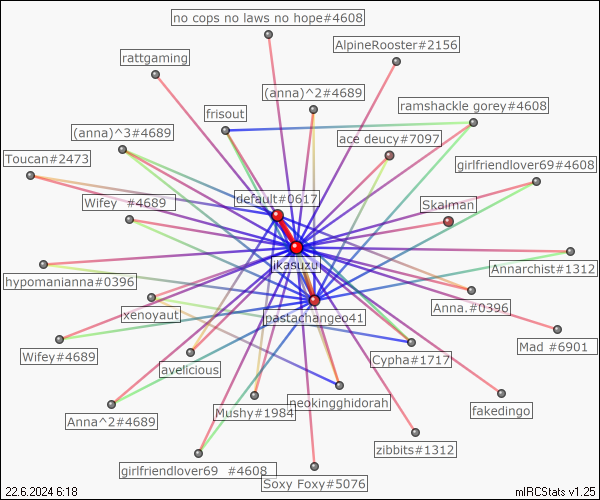 no cops no laws no hope#4608
AlpineRooster#2156
rattgaming
(anna)^2#4689
ramshackle gorey#4608
frisout
(anna)^3#4689
ace deucy#7097
Toucan#2473
girlfriendlover69#4608
default#0617
Wifey  #4689
Skalman
ikasuzu
Annarchist#1312
hypomanianna#0396
Anna.#0396
xenoyaut
pastachangeo41
Mad #6901
Wifey#4689
Cypha#1717
avelicious
neokingghidorah
Mushy#1984
fakedingo
Anna^2#4689
zibbits#1312
girlfriendlover69  #4608
Soxy Foxy#5076
22.6.2024 6:18
mIRCStats v1.25